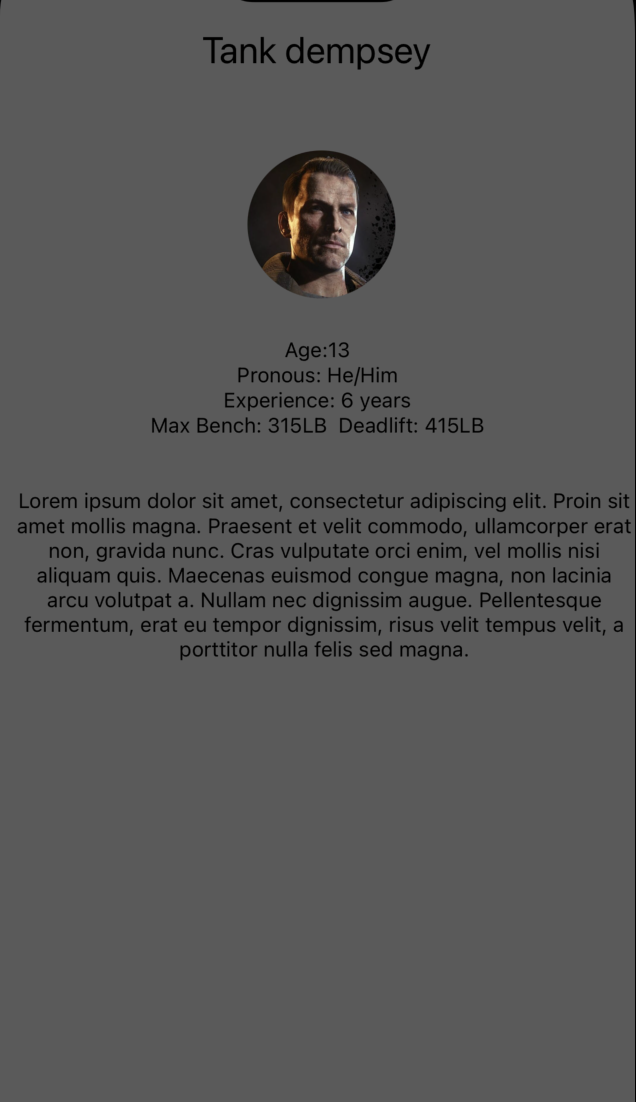 Tank dempsey
Age:13
Pronous: He/Him
Experience: 6 years
Max Bench: 315LB  Deadlift: 415LB
Lorem ipsum dolor sit amet, consectetur adipiscing elit. Proin sit
amet mollis magna. Praesent et velit commodo, ullamcorper erat
non, gravida nunc. Cras vulputate orci enim, vel mollis nisi
aliquam quis. Maecenas euismod congue magna, non lacinia
arcu volutpat a. Nullam nec dignissim augue. Pellentesque
fermentum, erat eu tempor dignissim, risus velit tempus velit, a
porttitor nulla felis sed magna.